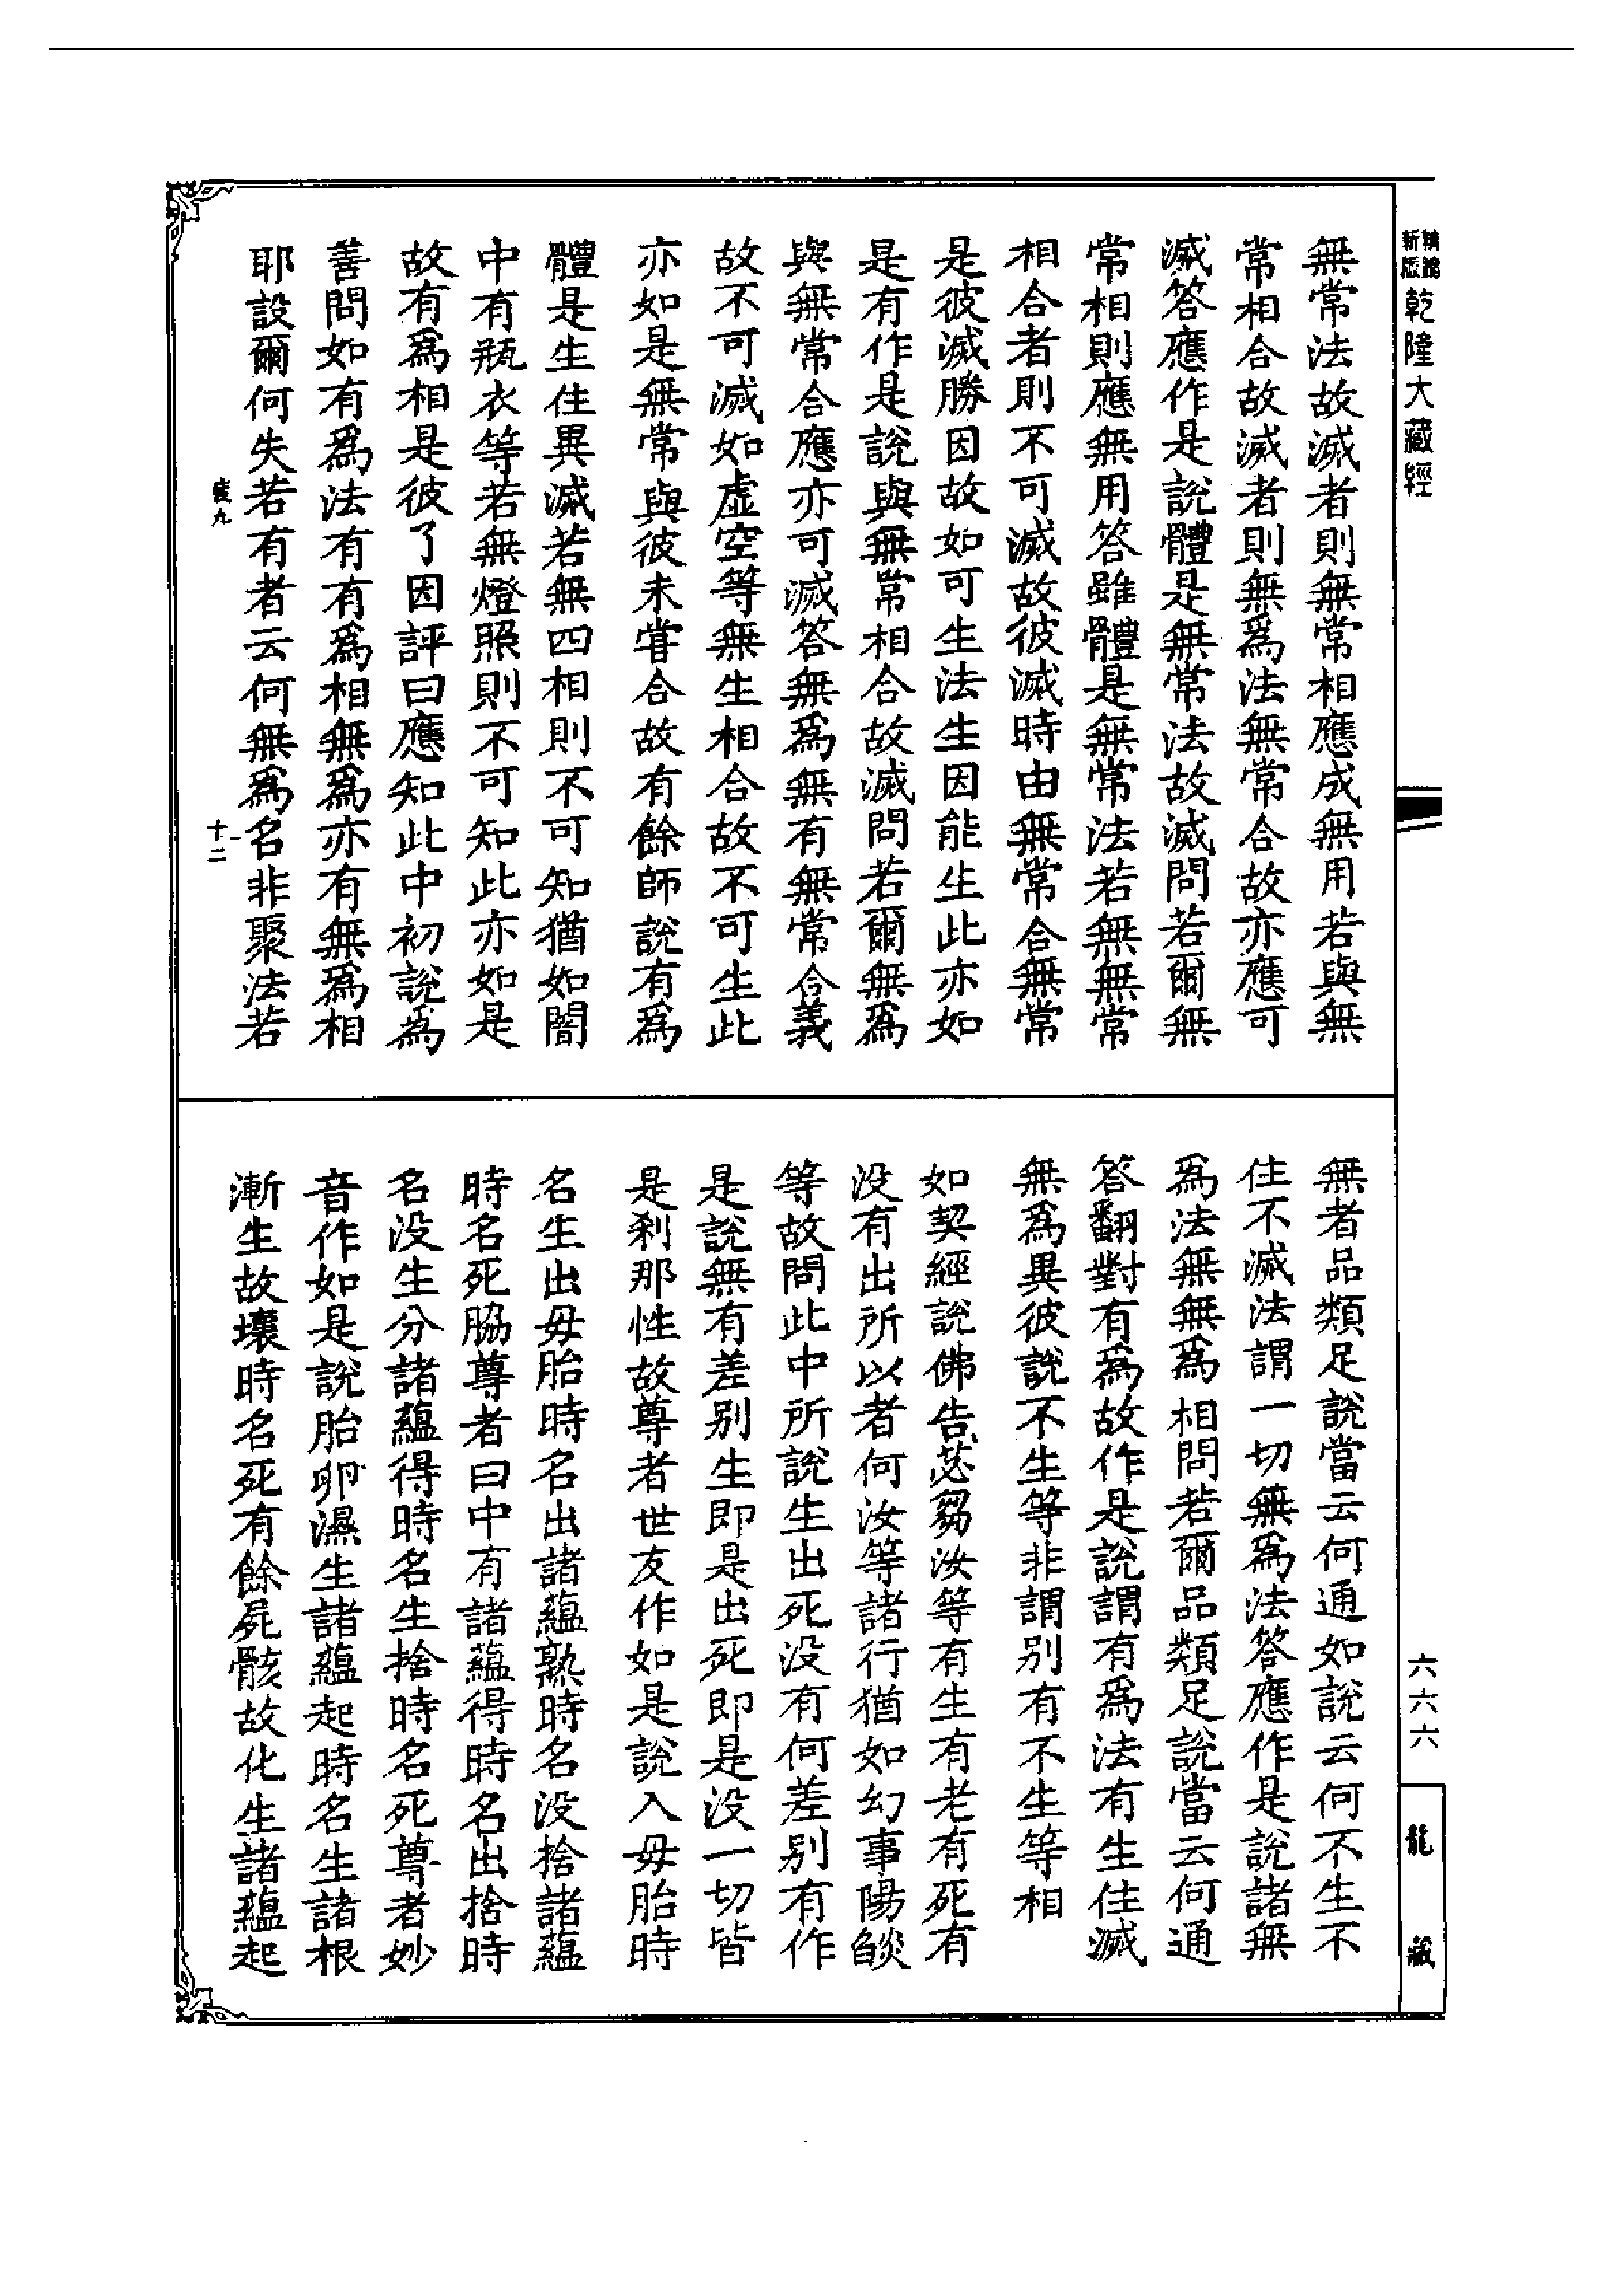 新版
乾隆大藏經
無常法故滅者則無常相應成無用若與無
常相合故滅者則無爲法無常合故亦應可
滅答應作是說體是無常法故滅問若爾無
常相則應無用答雖體是無常法若無無常
相合者則不可滅故彼滅時由無常合無常
是彼滅勝因故如可生法生因能生此亦如
是有作是說與無常相合故滅問若爾無爲
與無常合應亦可滅答無爲無有無常合義
故不可滅如虛空等無生相合故不可生此
亦如是無常與彼未甞合故有餘師說有爲
體是生住異滅若無四相則不可知猶如闇
中有瓶衣等若無燈照則不可知此亦如是
故有爲相是彼了因評曰應知此中初說爲
善問如有爲法有有爲相無爲亦有無爲相
耶設爾何失若有者云何無爲名非聚法若
十二
無者品類足說當云何通如說云何不生不
住不滅法謂一切無爲法答應作是說諸無
爲法無無爲相問若爾品類足說當云何通
答翻對有爲故作是說謂有爲法有生住滅
無爲異彼說不生等非謂別有不生等相
如契經說佛告苾芻汝等有生有老有死有
没有出所以者何汝等諸行猶如幻事陽燄
等故問此中所說生出死没有何差別有作
是說無有差別生即是出死即是没一切皆
是剎那性故尊者世友作如是說入母胎時
名生出母胎時名出諸蘊熟時名没捨諸蘊
時名死脇尊者曰中有諸蘊得時名出捨時
名没生分諸蘊得時名生捨時名死尊者妙
音作如是說胎卵濕生諸蘊起時名生諸根
漸生故壞時名死有餘屍骸故化生諸蘊起
六六六
龍
藏